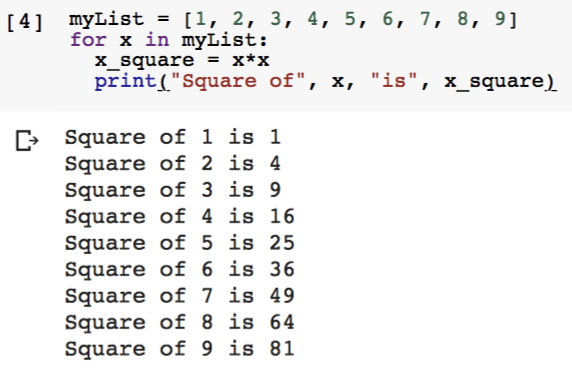 [4] myList = [1, 2, 3, 4, 5, 6, 7, 8, 9]
for x in myList:
x_square = x*x
print("Square of", x, "is", x_square)
Square of 1 is 1
Square of 2 is 4
Square of 3 is 9
Square of 4 is 16
Square of 5 is 25
Square of 6 is 36
Square of 7 is 49
Square of 8 is 64
Square of 9 is 81